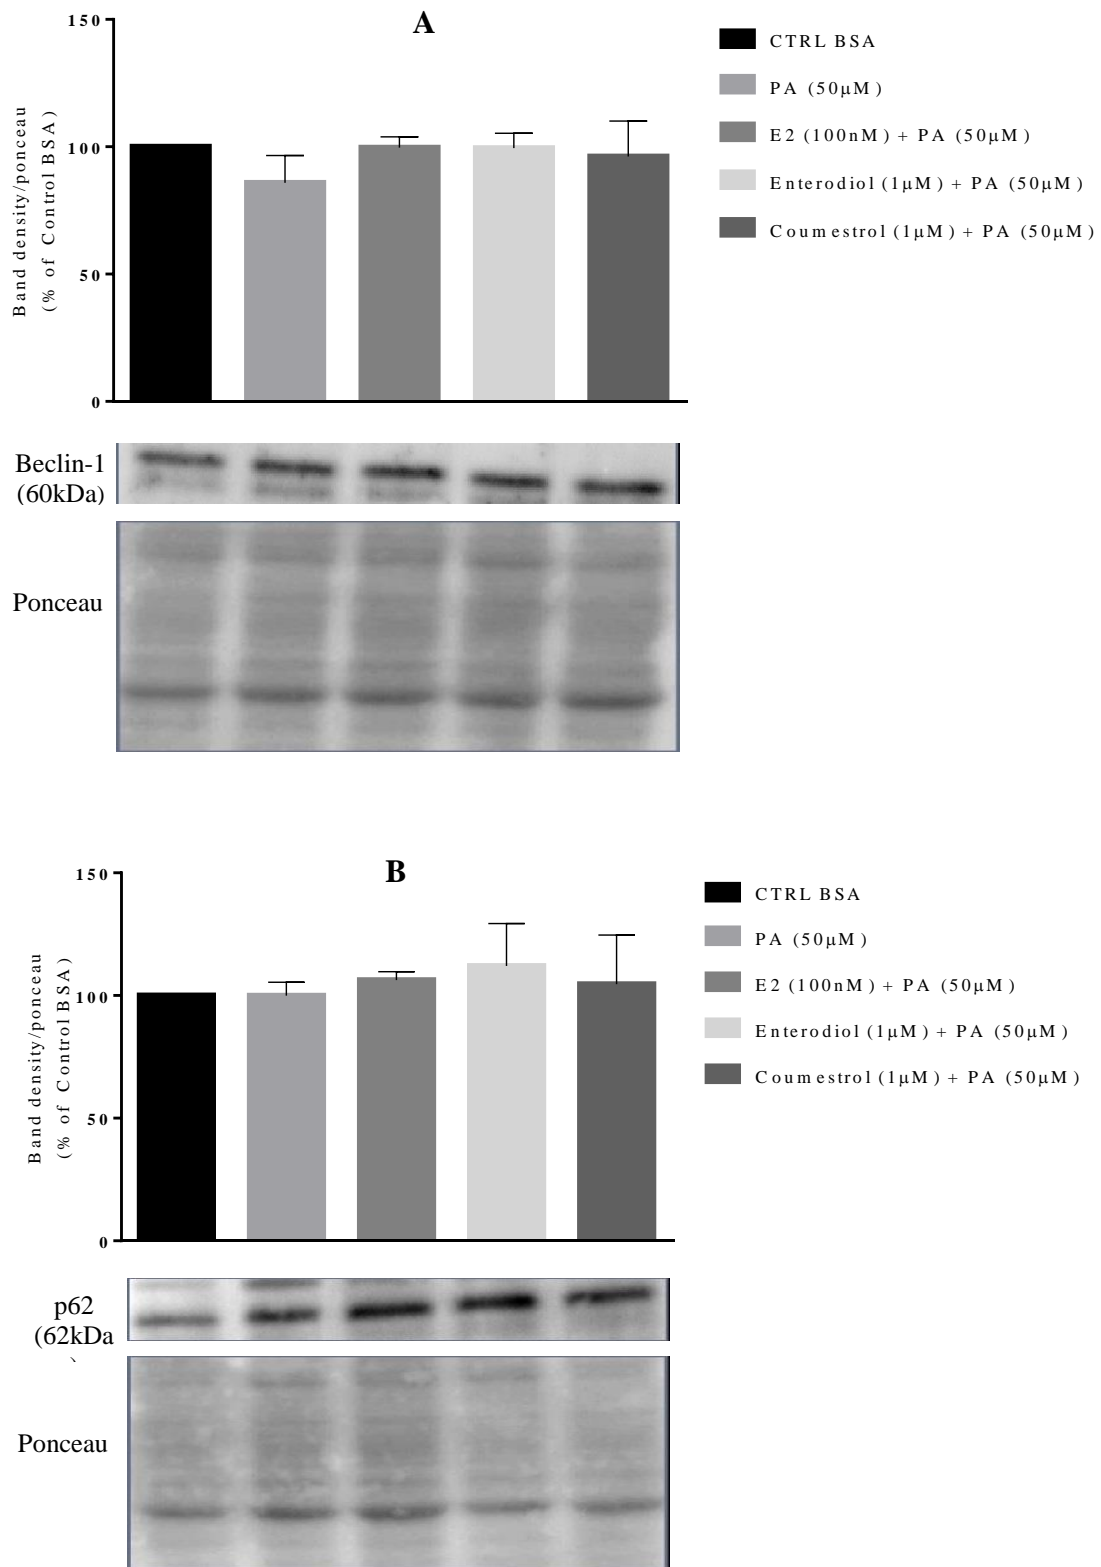 A
150
100
50
0
Band density/ponceau
(% of Control BSA)
CTRL BSA
PA (50µM)
E2 (100nM) + PA (50µM)
Enterodiol (1µM) + PA (50µM)
Coumestrol (1µM) + PA (50µM)
Beclin-1
(60kDa)
Ponceau
B
150
100
50
0
Band density/ponceau
(% of Control BSA)
CTRL BSA
PA (50µM)
E2 (100nM) + PA (50µM)
Enterodiol (1µM) + PA (50µM)
Coumestrol (1µM) + PA (50µM)
p62
(62kDa
Ponceau